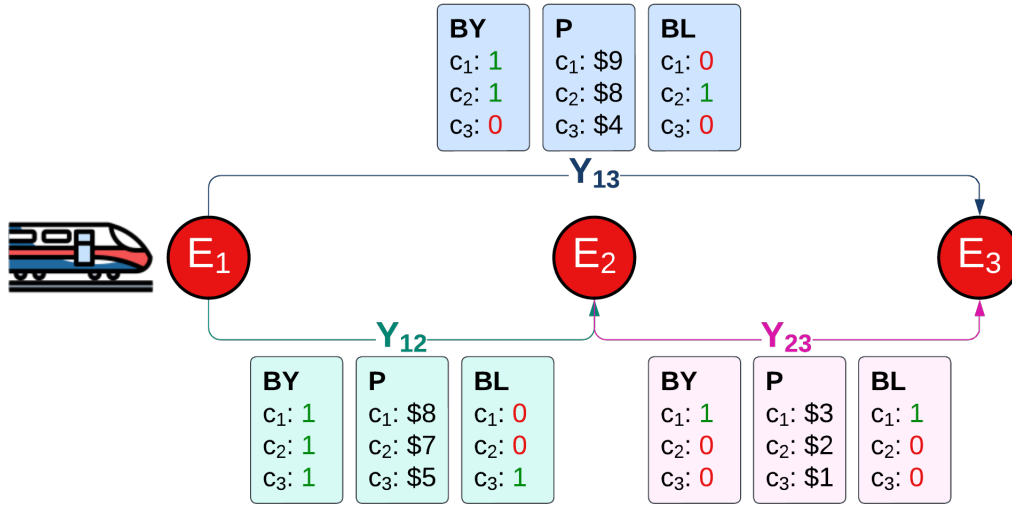 BY
c₁: 1
c₂: 1
c₃: 0
P
c₁: $9
c₂: $8
c₃: $4
BL
c₁: 0
c₂: 1
c₃: 0
Y₁₃
E₁
E₂
E₃
Y₁₂
Y₂₃
BY
c₁: 1
c₂: 1
c₃: 1
P
c₁: $8
c₂: $7
c₃: $5
BL
c₁: 0
c₂: 0
c₃: 1
BY
c₁: 1
c₂: 0
c₃: 0
P
c₁: $3
c₂: $2
c₃: $1
BL
c₁: 1
c₂: 0
c₃: 0